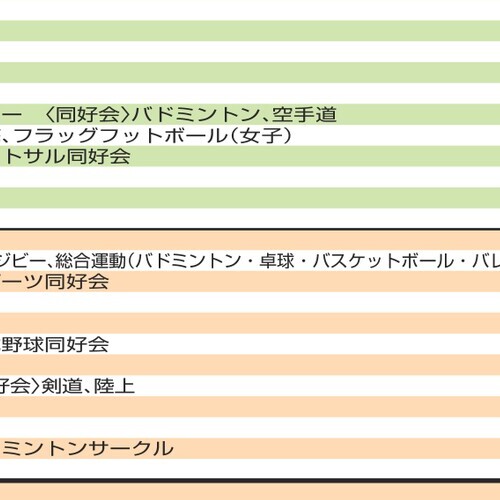 ー　〈同好会〉バドミントン、空手道
、フラッグフットボール（女子）
トサル同好会
ジビー、総合運動（バドミントン・卓球・バスケットボール・バレ
ーツ同好会
野球同好会
会〉剣道、陸上
ミントンサークル